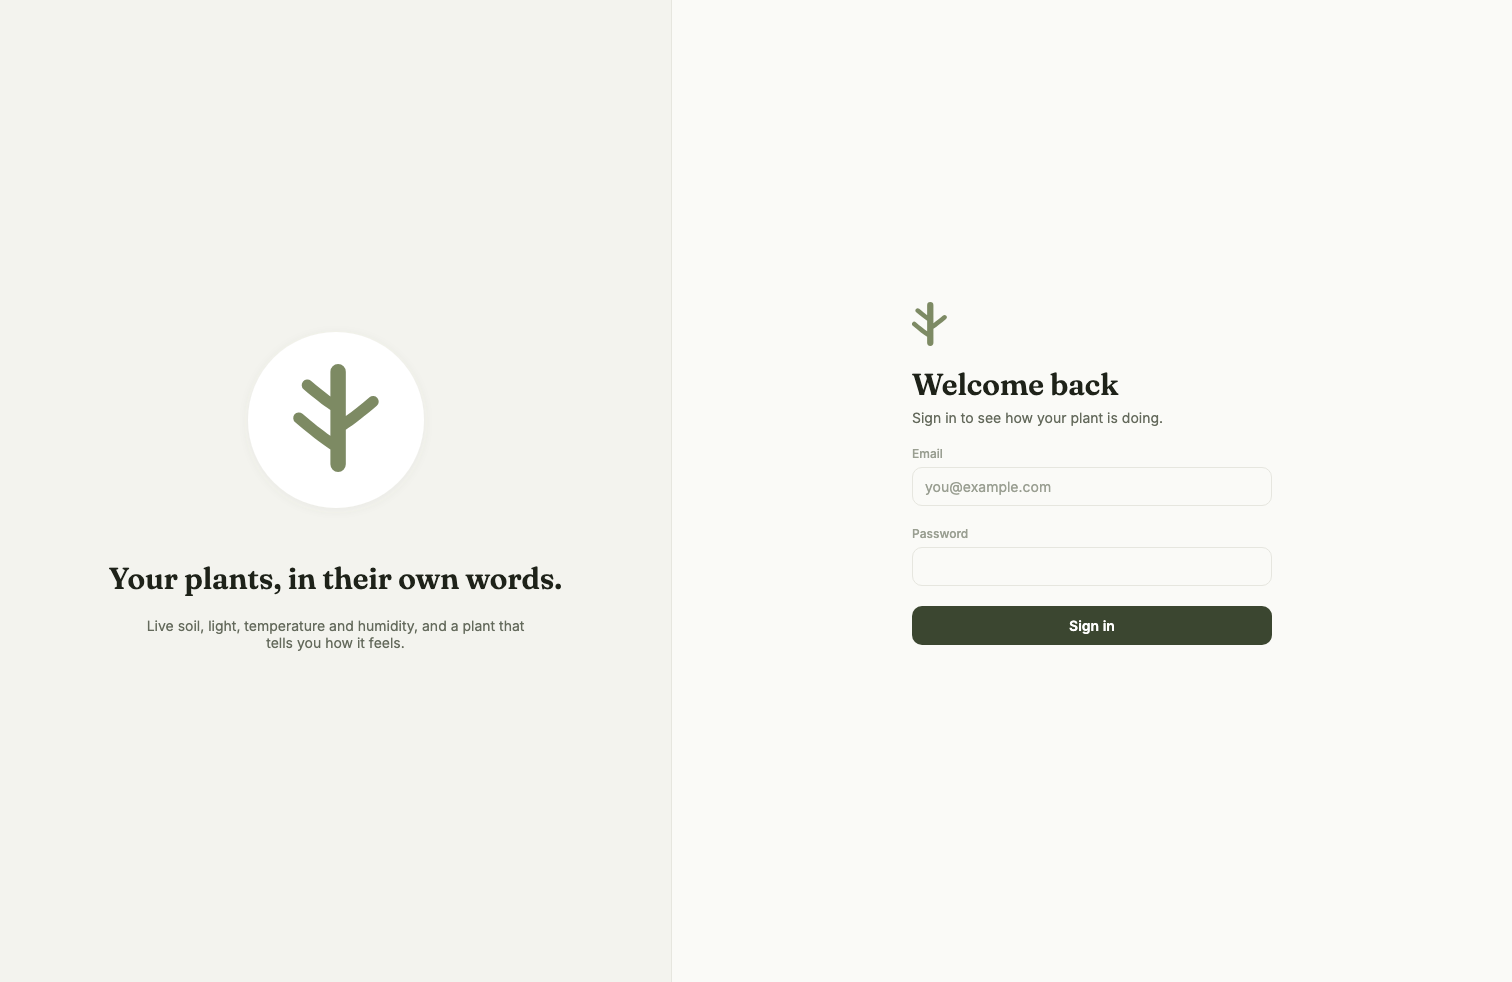 Your plants, in their own words.
Live soil, light, temperature and humidity, and a plant that
tells you how it feels.
Welcome back
Sign in to see how your plant is doing.
Email
you@example.com
Password
Sign in